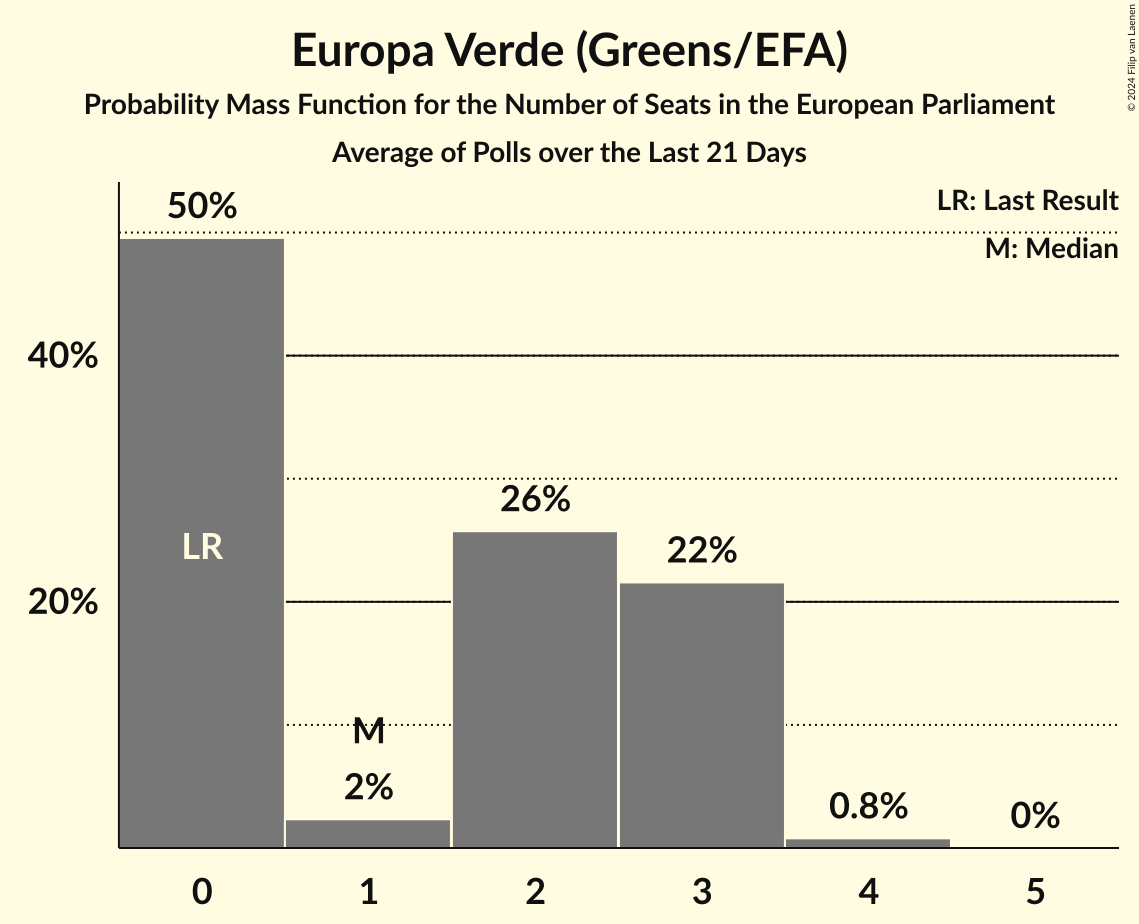 Europa Verde (Greens/EFA)
Probability Mass Function for the Number of Seats in the European Parliament
Average of Polls over the Last 21 Days
© 2024 Filip van Laenen
LR: Last Result
M: Median
50%
40%
26%
22%
LR
20%
M
2%
0.8%
0%
0 1 2 3 4 5